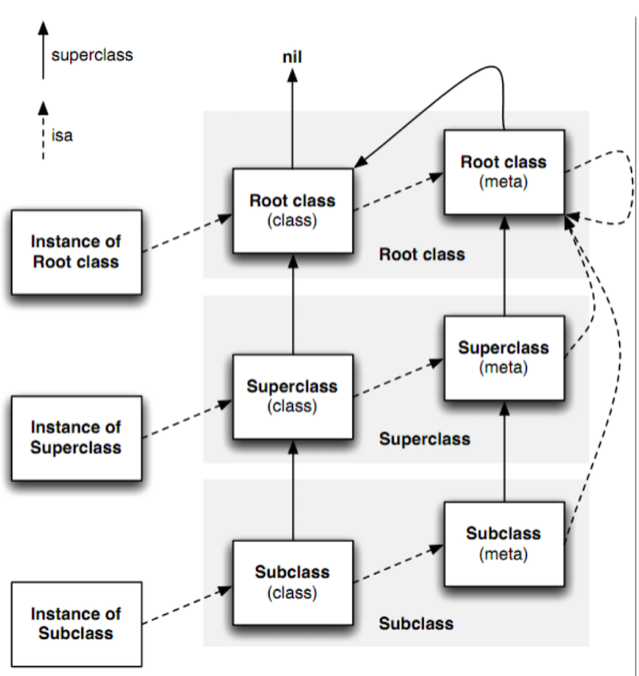 superclass
isa
nil
Root class
(meta)
Root class
(class)
Instance of
Root class
Root class
Superclass
(meta)
Superclass
(class)
Instance of
Superclass
Superclass
Subclass
(meta)
Subclass
(class)
Instance of
Subclass
Subclass